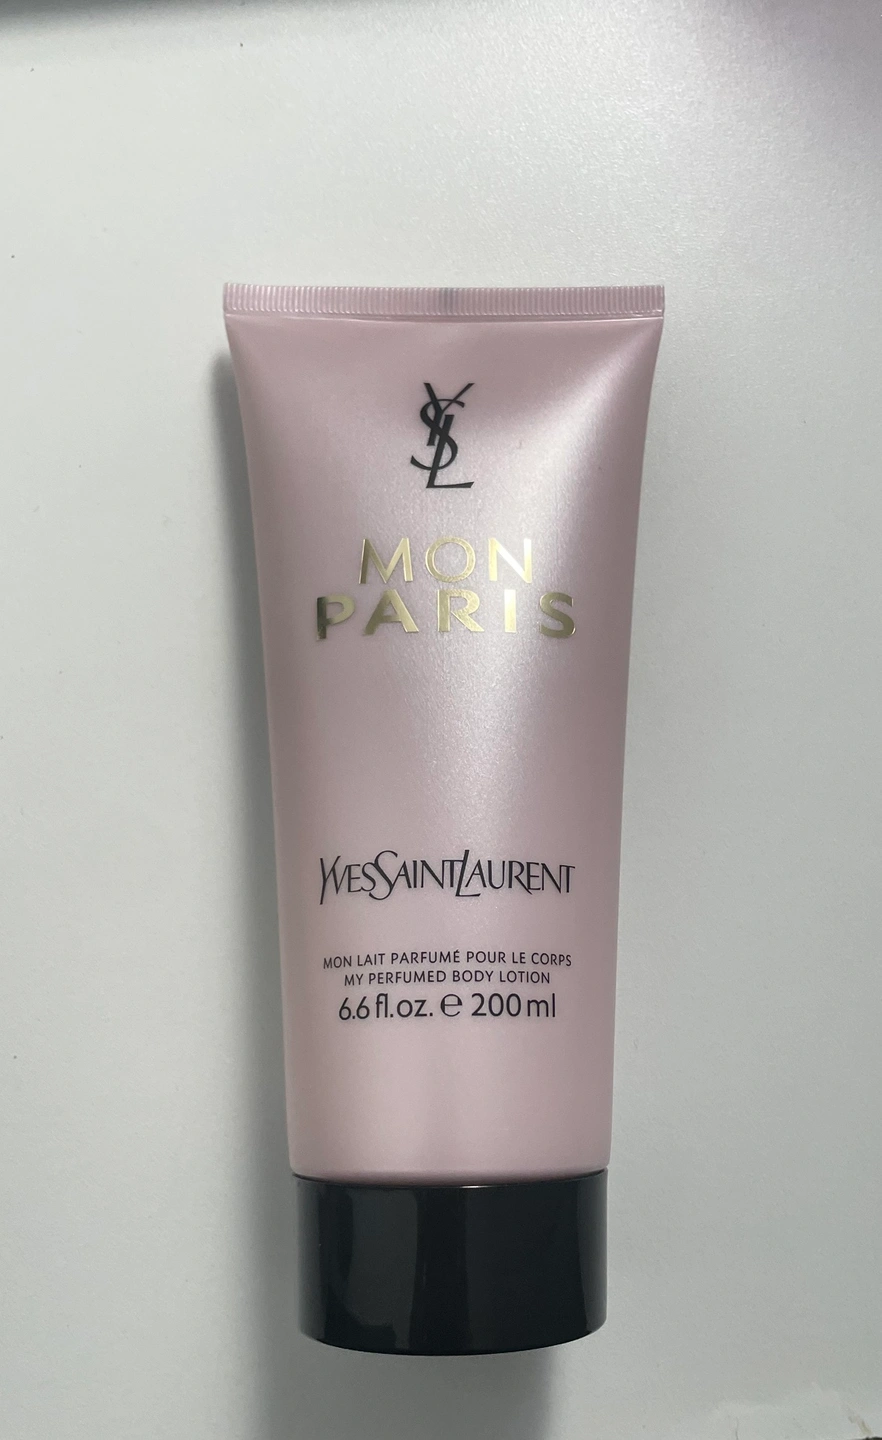 YSL
MON
PARIS
YVESSAINTLAURENT
MON LAIT PARFUMÉ POUR LE CORPS
MY PERFUMED BODY LOTION
6.6 fl.oz. ℮ 200 ml